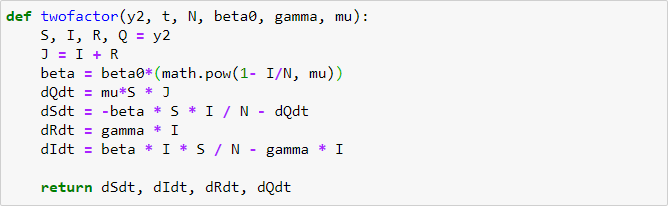 def twofactor(y2, t, N, beta0, gamma, mu):
    S, I, R, Q = y2
    J = I + R
    beta = beta0*(math.pow(1- I/N, mu))
    dQdt = mu*S * J
    dSdt = -beta * S * I / N - dQdt
    dRdt = gamma * I
    dIdt = beta * I * S / N - gamma * I

    return dSdt, dIdt, dRdt, dQdt